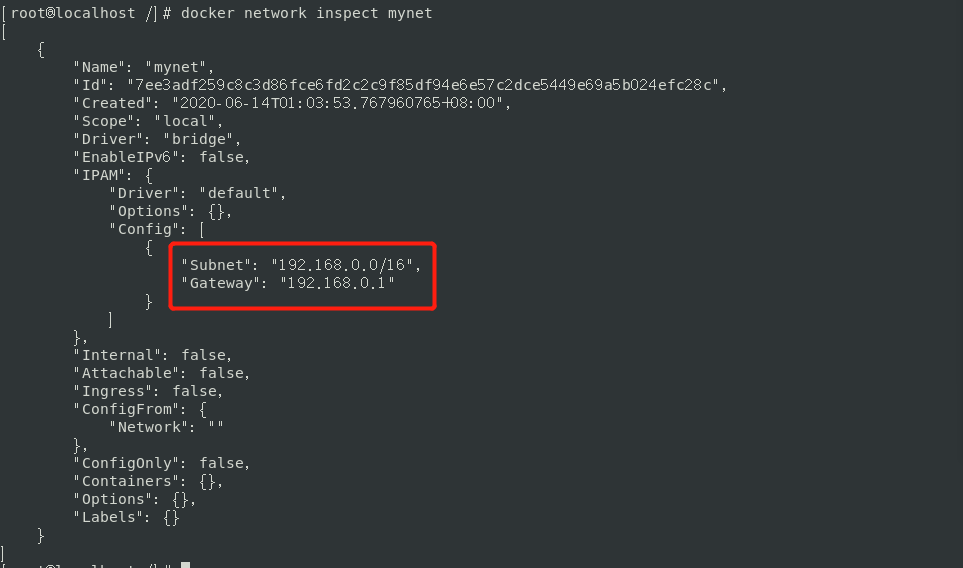 [root@localhost /]# docker network inspect mynet
[
    {
        "Name": "mynet",
        "Id": "7ee3adf259c8c3d86fce6fd2c2c9f85df94e6e57c2dce5449e69a5b024efc28c",
        "Created": "2020-06-14T01:03:53.767960765+08:00",
        "Scope": "local",
        "Driver": "bridge",
        "EnableIPv6": false,
        "IPAM": {
            "Driver": "default",
            "Options": {},
            "Config": [
                {
                    "Subnet": "192.168.0.0/16",
                    "Gateway": "192.168.0.1"
                }
            ]
        },
        "Internal": false,
        "Attachable": false,
        "Ingress": false,
        "ConfigFrom": {
            "Network": ""
        },
        "ConfigOnly": false,
        "Containers": {},
        "Options": {},
        "Labels": {}
    }
]